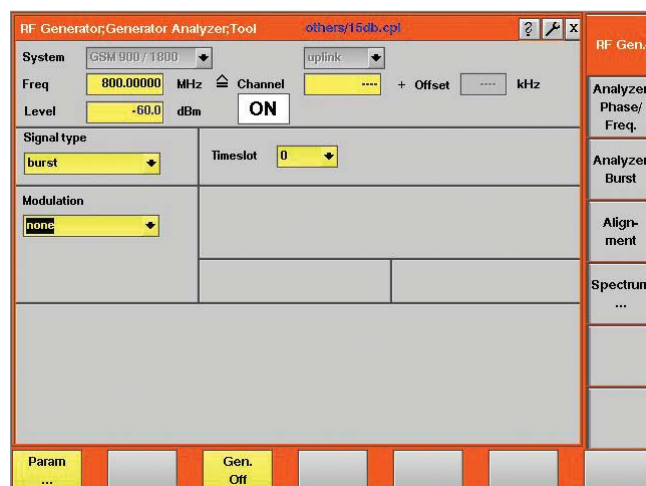 RF Generator;Generator Analyzer;Tool others/15db.cpl ? X
RF Gen.
System GSM 900 / 1800 uplink
Freq 800.00000 MHz ≙ Channel ---- + Offset ---- kHz
Level -60.0 dBm ON
Analyzer
Phase/
Freq.
Signal type
burst
Timeslot 0
Analyzer
Burst
Modulation
none
Align-
ment
Spectrum
...
Param
...
Gen.
Off